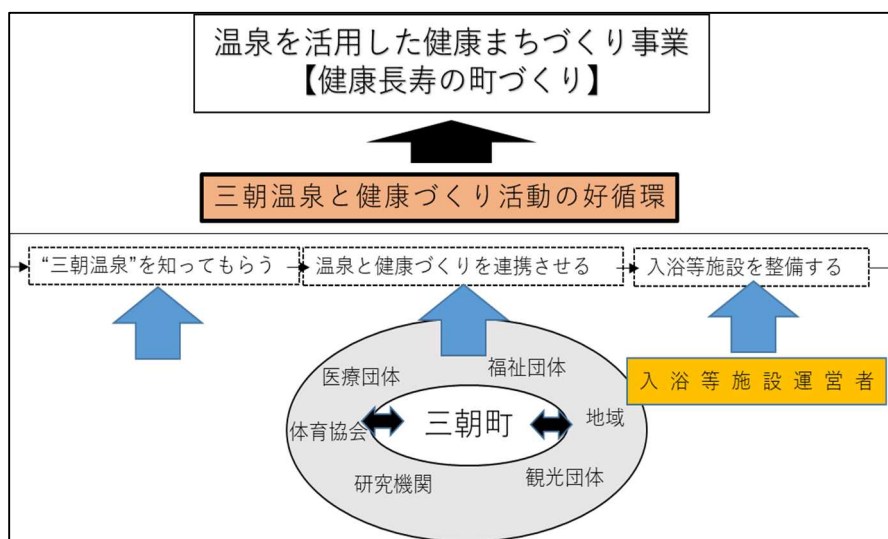 温泉を活用した健康まちづくり事業
【健康長寿の町づくり】
三朝温泉と健康づくり活動の好循環
“三朝温泉”を知ってもらう
温泉と健康づくりを連携させる
入浴等施設を整備する
医療団体
福祉団体
入浴等施設運営者
体育協会
三朝町
地域
研究機関
観光団体